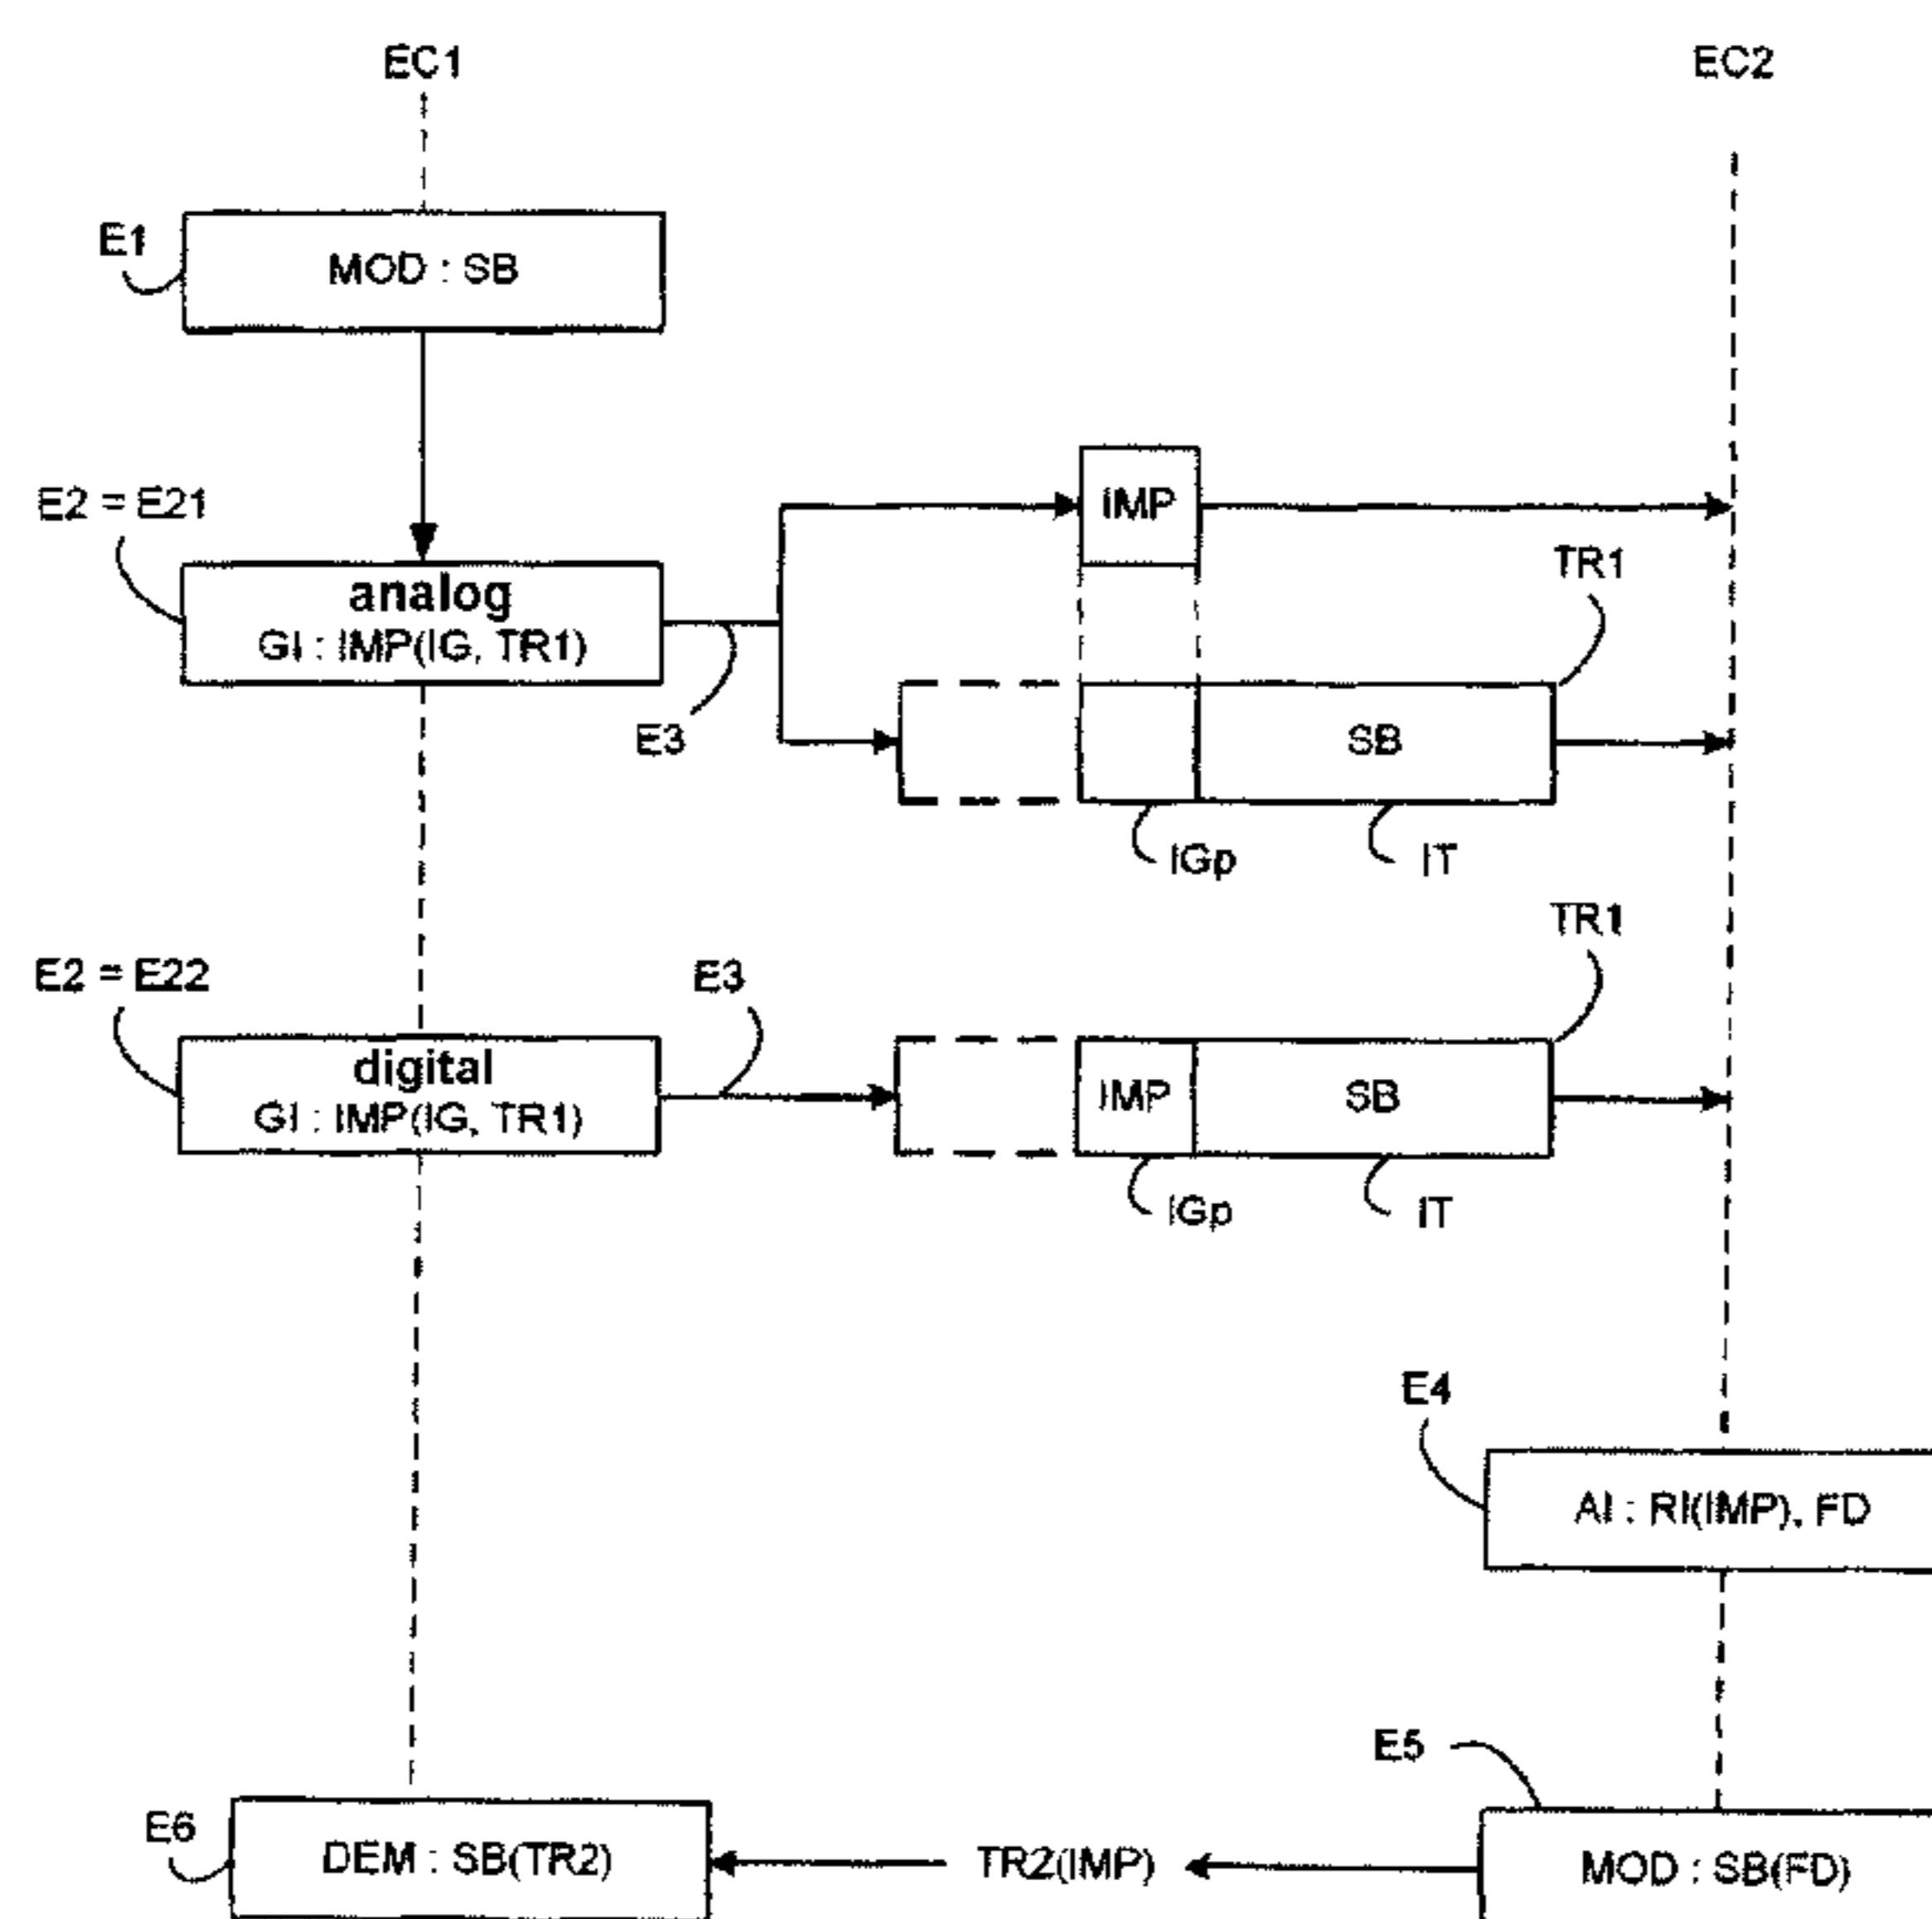 EC1
EC2
E1
MOD : SB
E2 = E21
analog
GI : IMP(IG, TR1)
E3
IMP
TR1
SB
IGp
IT
E2 = E22
digital
GI : IMP(IG, TR1)
E3
TR1
IMP
SB
IGp
IT
E4
AI : RI(IMP), FD
E5
E6
DEM : SB(TR2)
TR2(IMP)
MOD : SB(FD)